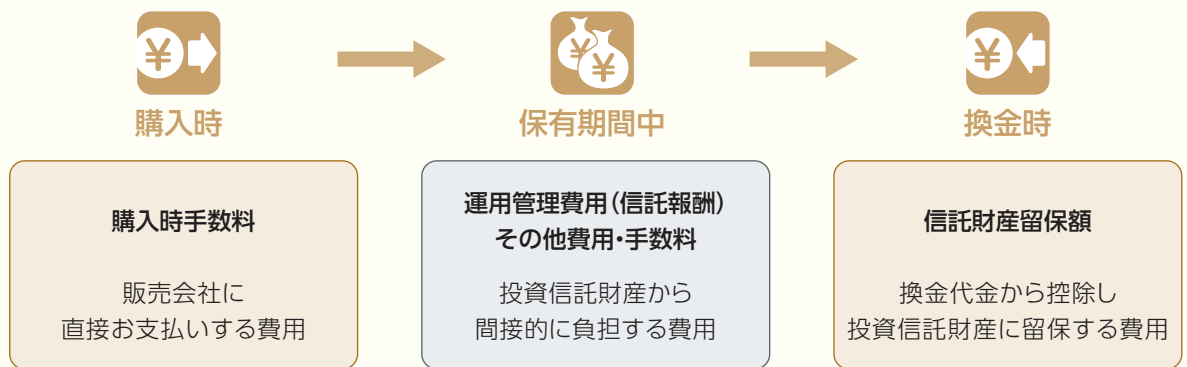 ¥
¥
¥
¥
購入時
保有期間中
換金時
購入時手数料
販売会社に
直接お支払いする費用
運用管理費用(信託報酬)
その他費用・手数料
投資信託財産から
間接的に負担する費用
信託財産留保額
換金代金から控除し
投資信託財産に留保する費用